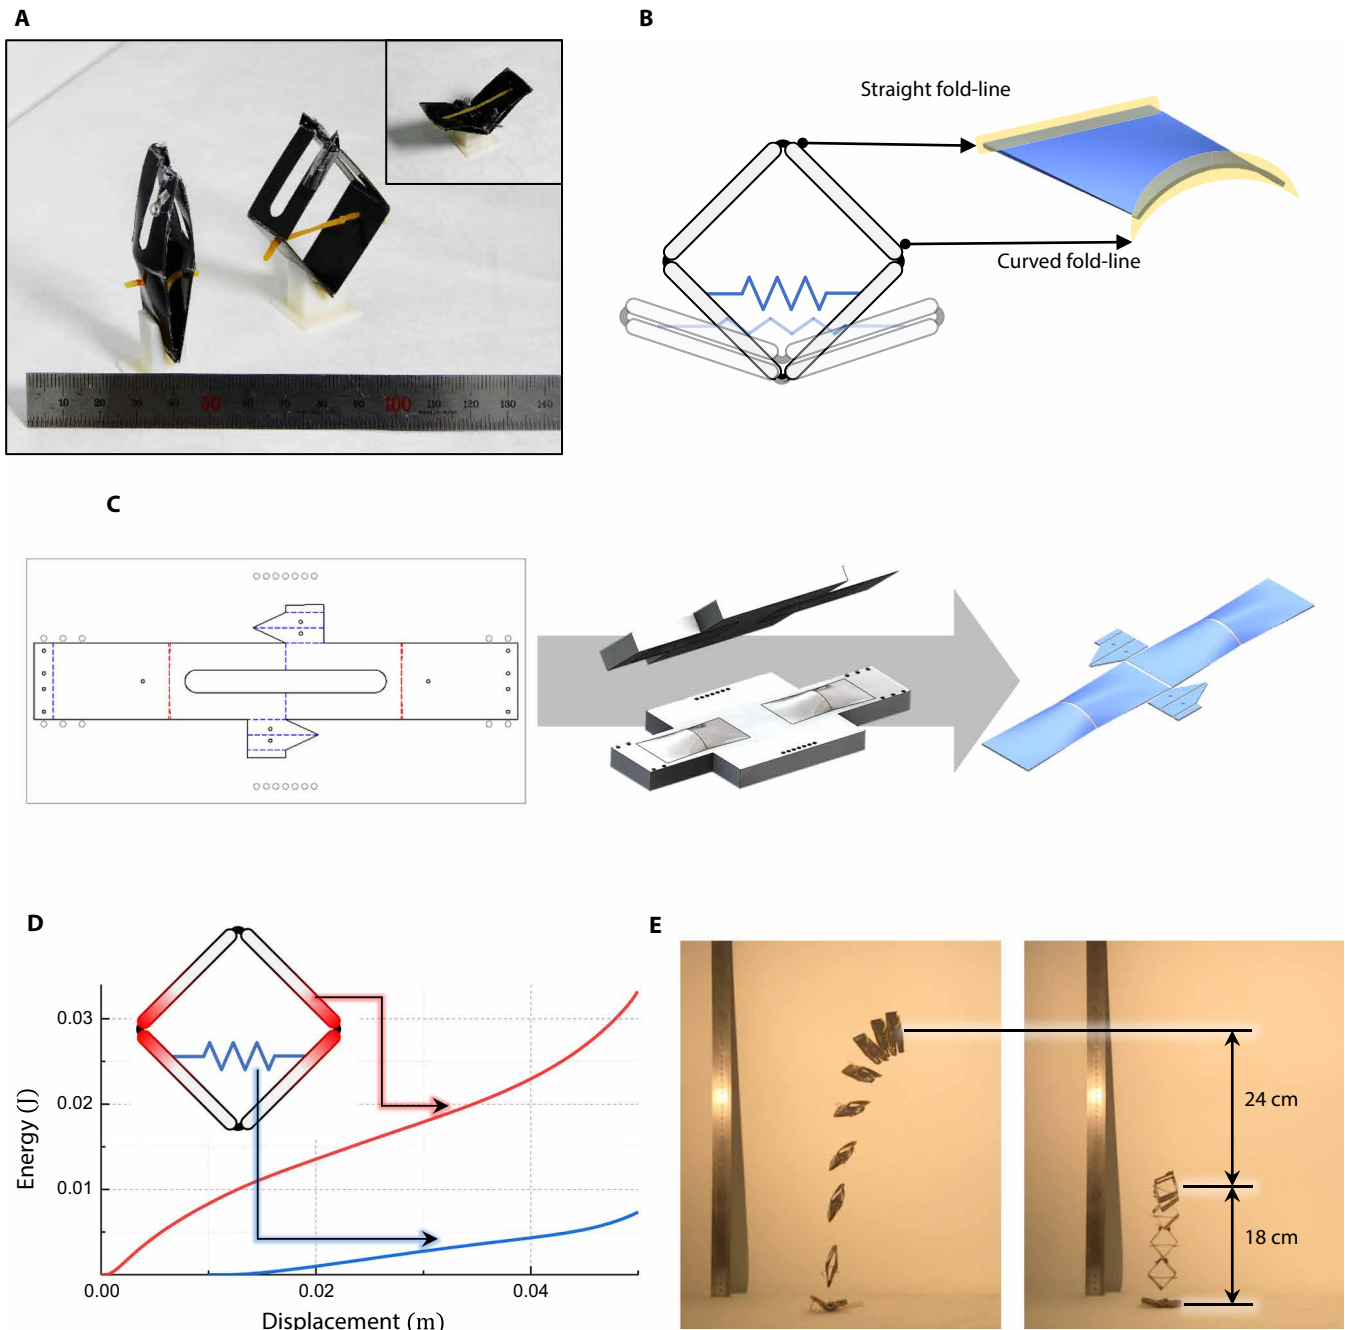 A
B
Straight fold-line
Curved fold-line
10 20 30 40 50 60 70 80 90 100 110 120 130 140
C
D
E
0.03
0.02
0.01
Energy (J)
0.00
0.02
0.04
Displacement (m)
24 cm
18 cm